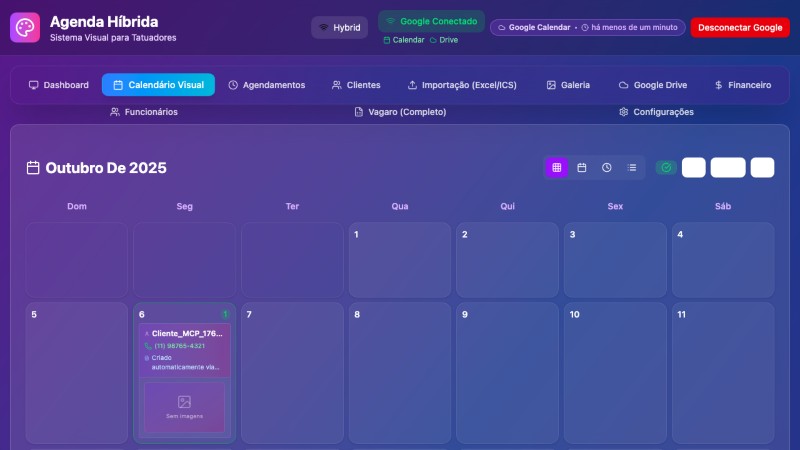 Agenda Híbrida
Sistema Visual para Tatuadores
Hybrid
Google Conectado
Calendar Drive
Google Calendar • há menos de um minuto
Desconectar Google
Dashboard
Calendário Visual
Agendamentos
Clientes
Importação (Excel/ICS)
Galeria
Google Drive
Financeiro
Funcionários
Vagaro (Completo)
Configurações
Outubro De 2025
Dom Seg Ter Qua Qui Sex Sáb
1 2 3 4
5 6 1 7 8 9 10 11
Cliente_MCP_176...
(11) 98765-4321
Criado
automaticamente via...
Sem imagens